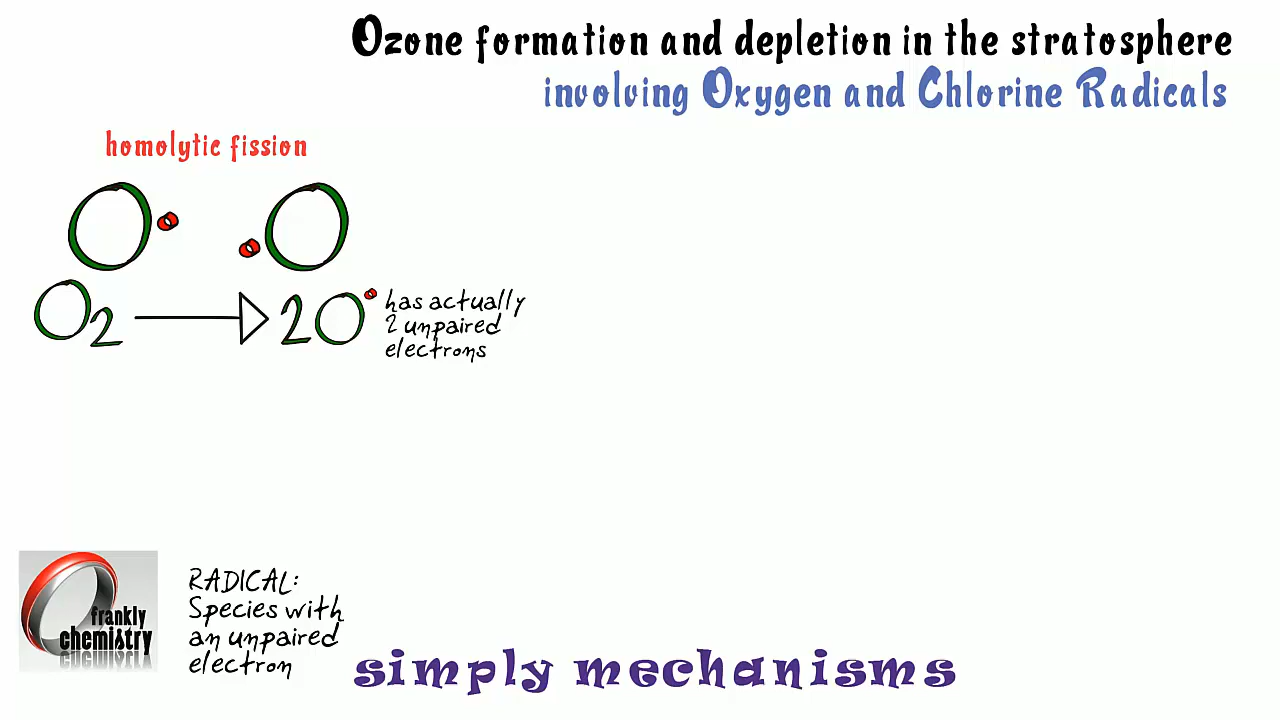 Ozone formation and depletion in the stratosphere
involving Oxygen and Chlorine Radicals
homolytic fission
O• •O
O2 → 2O•
has actually
2 unpaired
electrons
RADICAL:
Species with
an unpaired
electron
frankly
chemistry
simply mechanisms